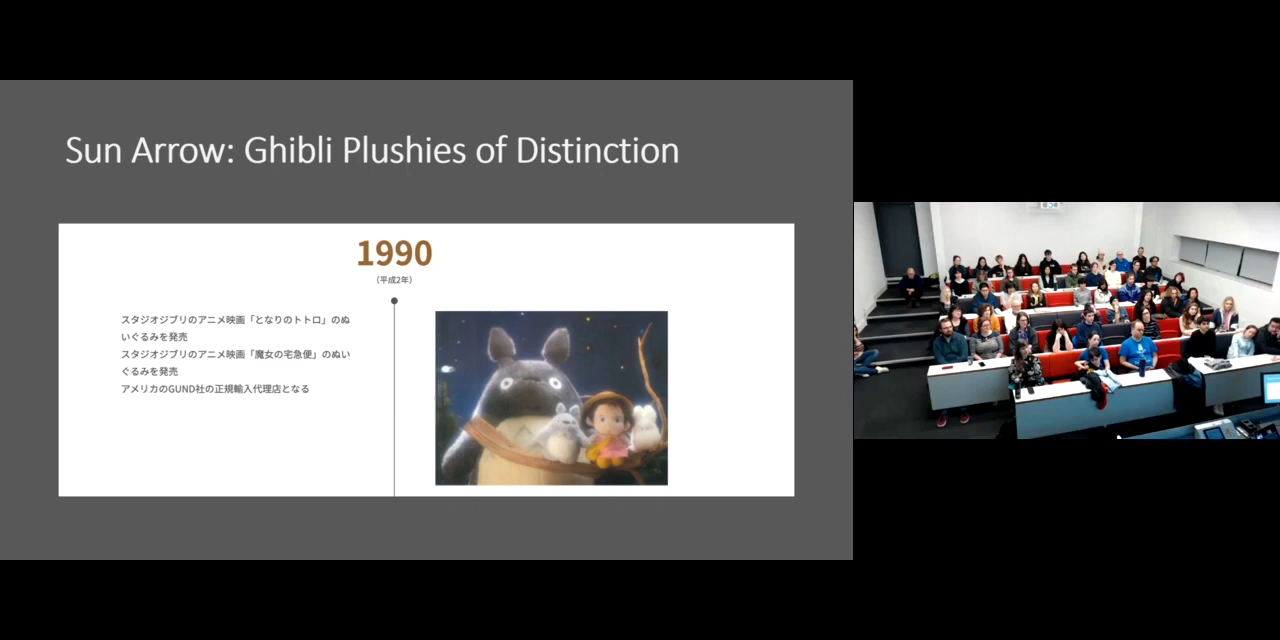 Sun Arrow: Ghibli Plushies of Distinction
1990
(平成2年)
スタジオジブリのアニメ映画「となりのトトロ」のぬ
いぐるみを発売
スタジオジブリのアニメ映画「魔女の宅急便」のぬい
ぐるみを発売
アメリカのGUND社の正規輸入代理店となる